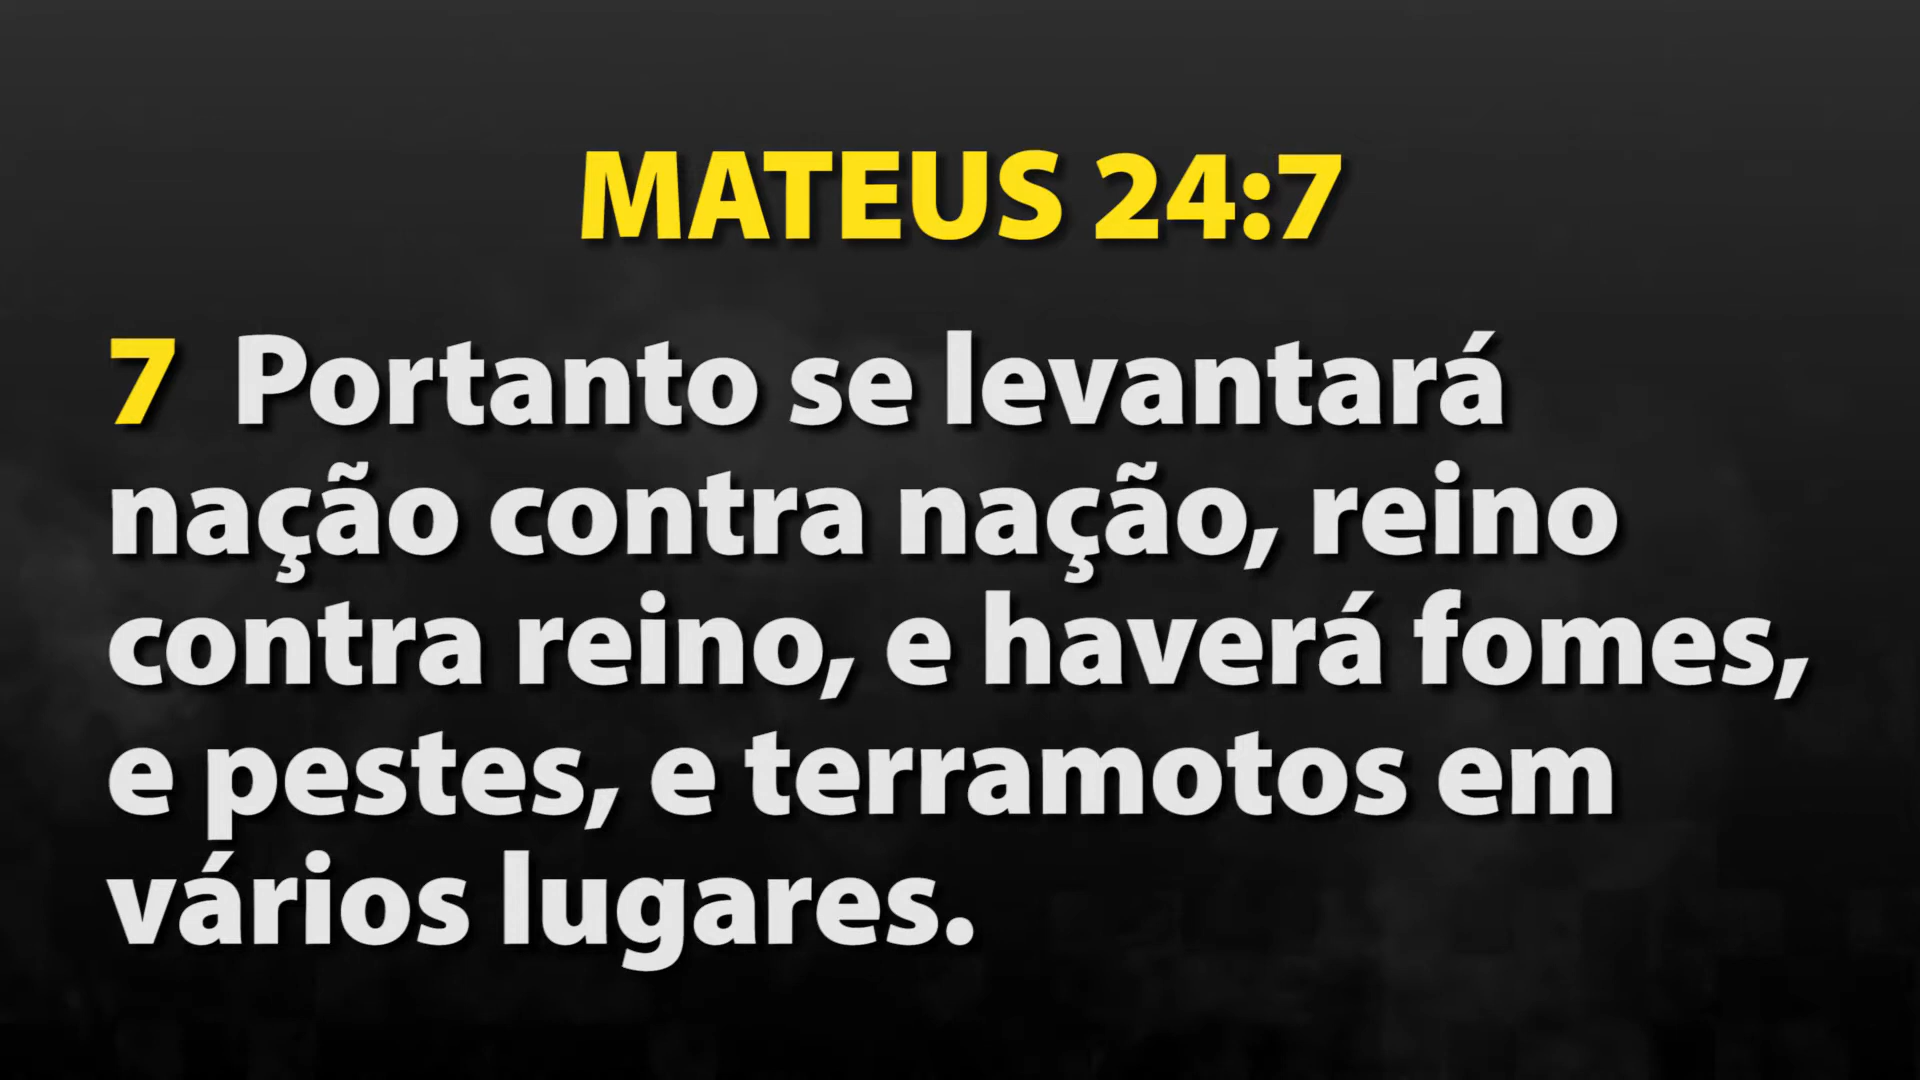 MATEUS 24:7
7 Portanto se levantará
nação contra nação, reino
contra reino, e haverá fomes,
e pestes, e terramotos em
vários lugares.